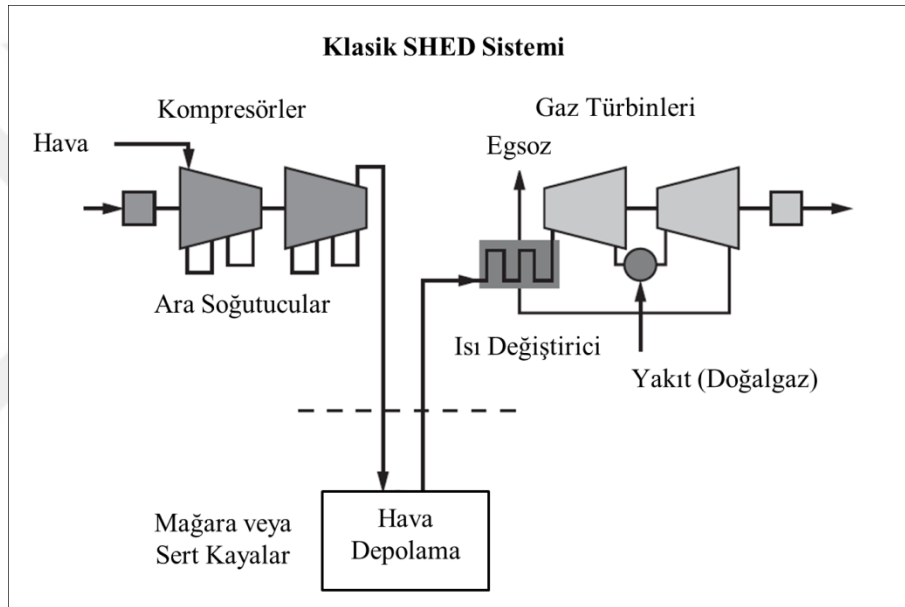 Klasik SHED Sistemi
Kompresörler
Gaz Türbinleri
Hava
Egsoz
Ara Soğutucular
Isı Değiştirici
Yakıt (Doğalgaz)
Mağara veya
Sert Kayalar
Hava
Depolama